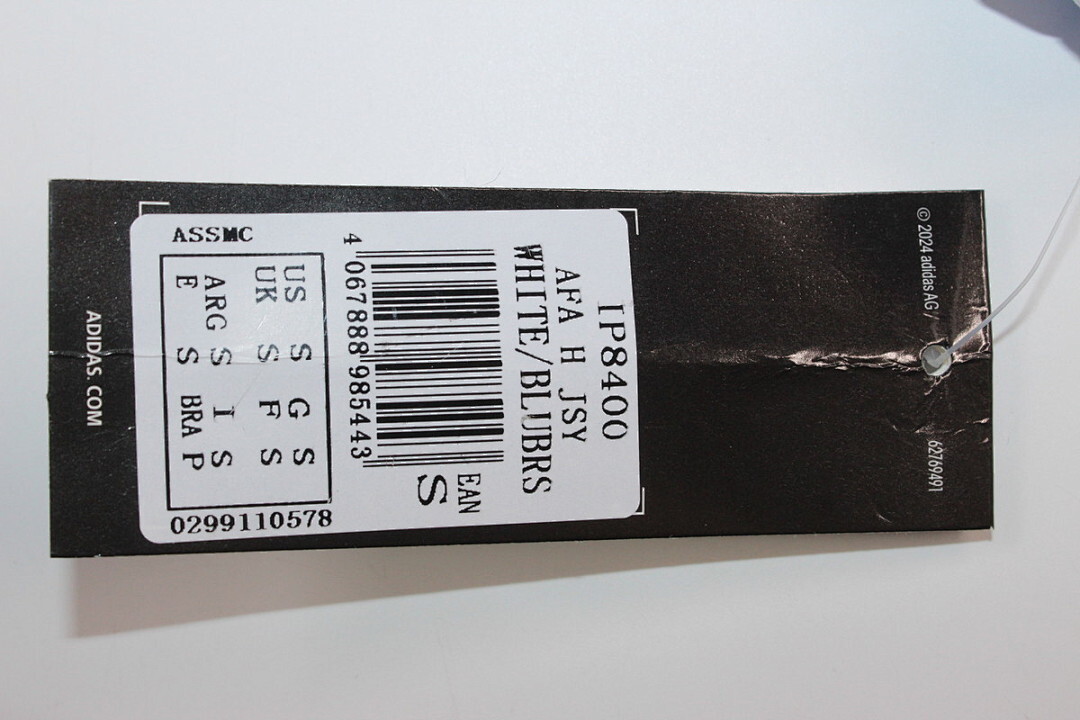 © 2024 adidas AG /
62769491
IP8400
AFA H JSY
WHITE/BLUBRS
EAN
S
4 067888 985443
US S G S
UK S F S
ARG S I S
E S BRA P
ASSMC
0299110578
ADIDAS.COM